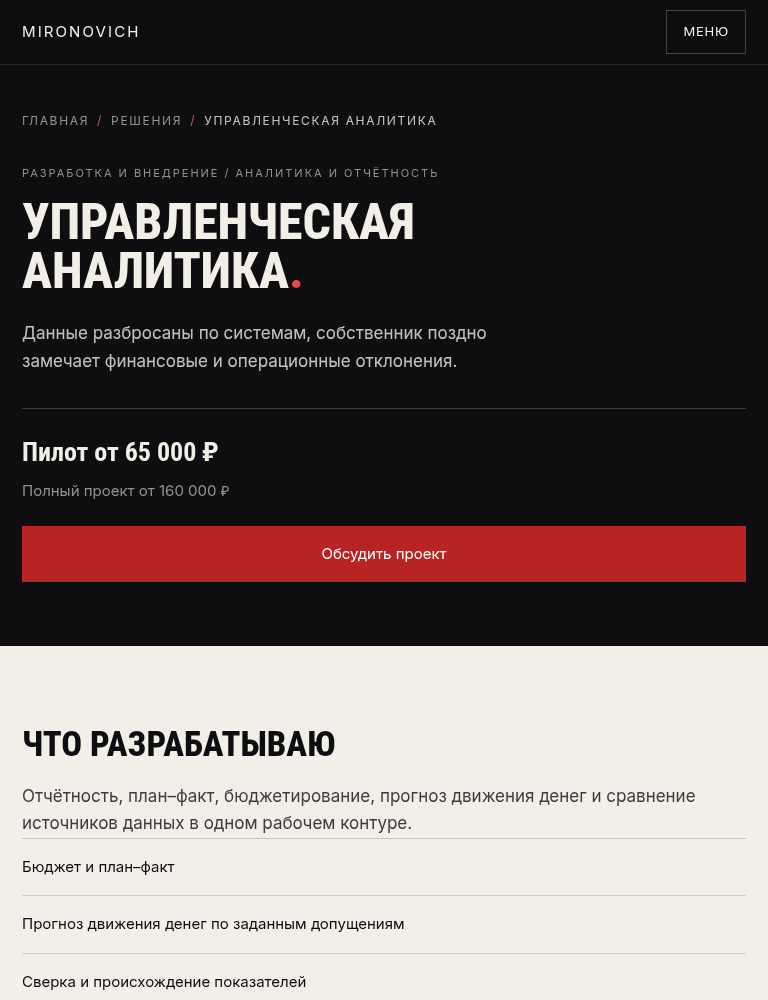 MIRONOVICH
МЕНЮ
ГЛАВНАЯ / РЕШЕНИЯ / УПРАВЛЕНЧЕСКАЯ АНАЛИТИКА
РАЗРАБОТКА И ВНЕДРЕНИЕ / АНАЛИТИКА И ОТЧЁТНОСТЬ
УПРАВЛЕНЧЕСКАЯ
АНАЛИТИКА.
Данные разбросаны по системам, собственник поздно
замечает финансовые и операционные отклонения.
Пилот от 65 000 ₽
Полный проект от 160 000 ₽
Обсудить проект
ЧТО РАЗРАБАТЫВАЮ
Отчётность, план–факт, бюджетирование, прогноз движения денег и сравнение
источников данных в одном рабочем контуре.
Бюджет и план–факт
Прогноз движения денег по заданным допущениям
Сверка и происхождение показателей